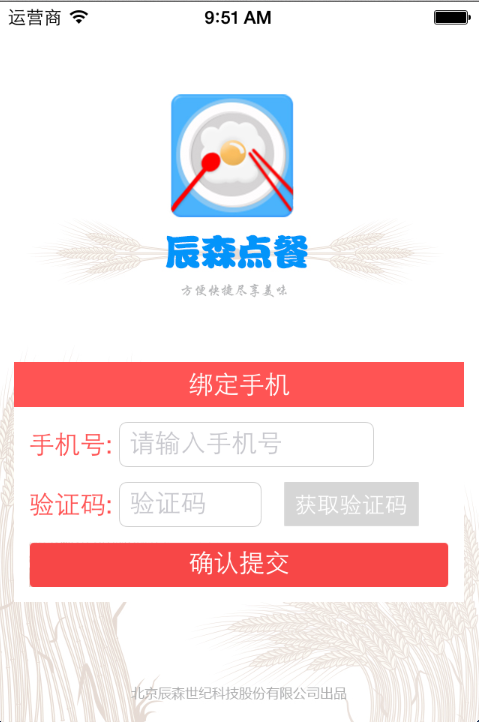 运营商 9:51 AM
辰森点餐
方便快捷尽享美味
绑定手机
手机号: 请输入手机号
验证码: 验证码 获取验证码
确认提交
北京辰森世纪科技股份有限公司出品